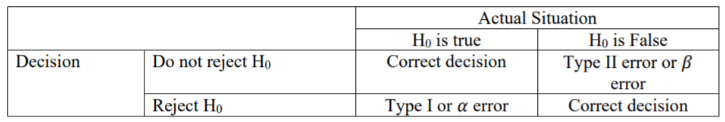 Actual Situation
H₀ is true H₀ is False
Decision Do not reject H₀ Correct decision Type II error or β
error
Reject H₀ Type I or α error Correct decision